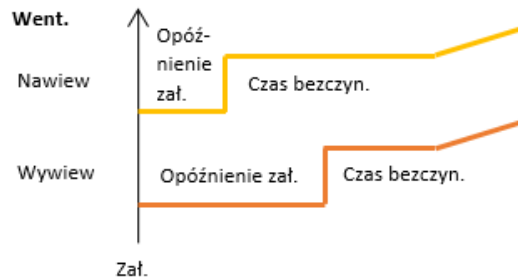 Went.
Opóź-
nienie
zał.
Nawiew
Czas bezczyn.
Wywiew
Opóźnienie zał.
Czas bezczyn.
Zał.